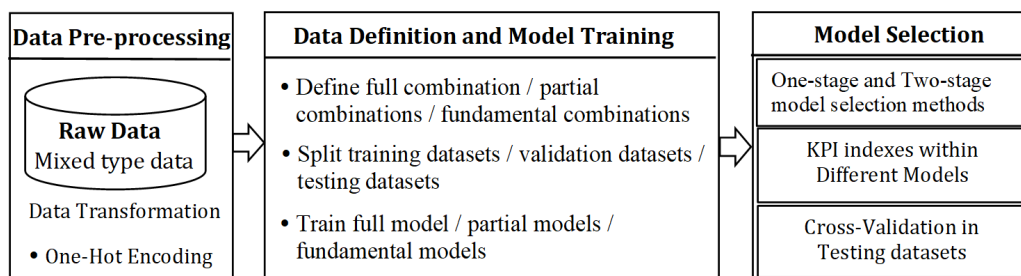 Data Pre-processing
Raw Data
Mixed type data
Data Transformation
• One-Hot Encoding
Data Definition and Model Training
• Define full combination / partial
combinations / fundamental combinations
• Split training datasets / validation datasets /
testing datasets
• Train full model / partial models /
fundamental models
Model Selection
One-stage and Two-stage
model selection methods
KPI indexes within
Different Models
Cross-Validation in
Testing datasets